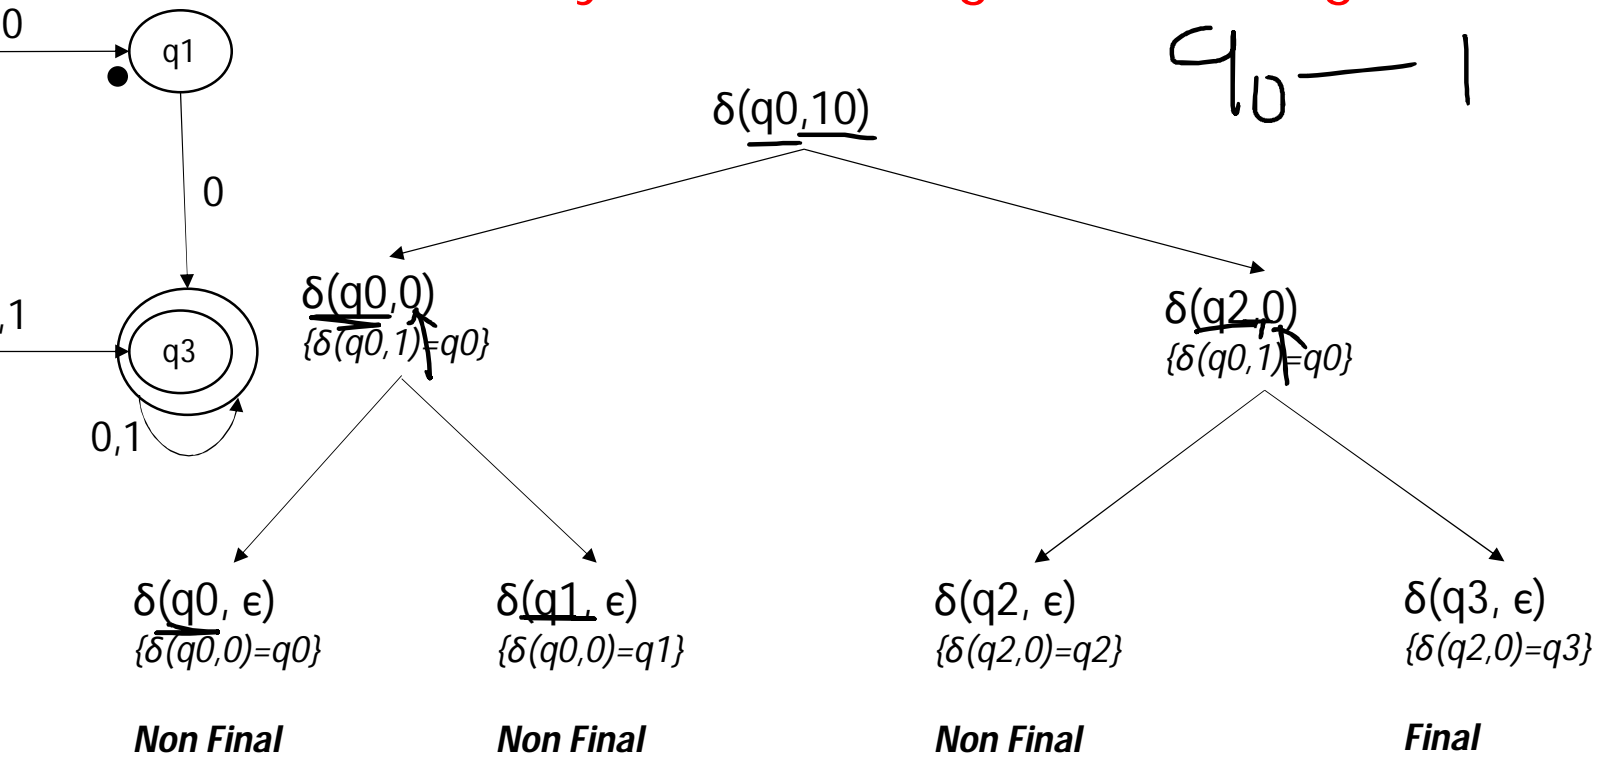 0
q1
q0 — 1
δ(q0,10)
0
δ(q0,0)
{δ(q0,1)=q0}
δ(q2,0)
{δ(q0,1)=q0}
,1
q3
0,1
δ(q0, ϵ)
{δ(q0,0)=q0}
δ(q1, ϵ)
{δ(q0,0)=q1}
δ(q2, ϵ)
{δ(q2,0)=q2}
δ(q3, ϵ)
{δ(q2,0)=q3}
Non Final
Non Final
Non Final
Final